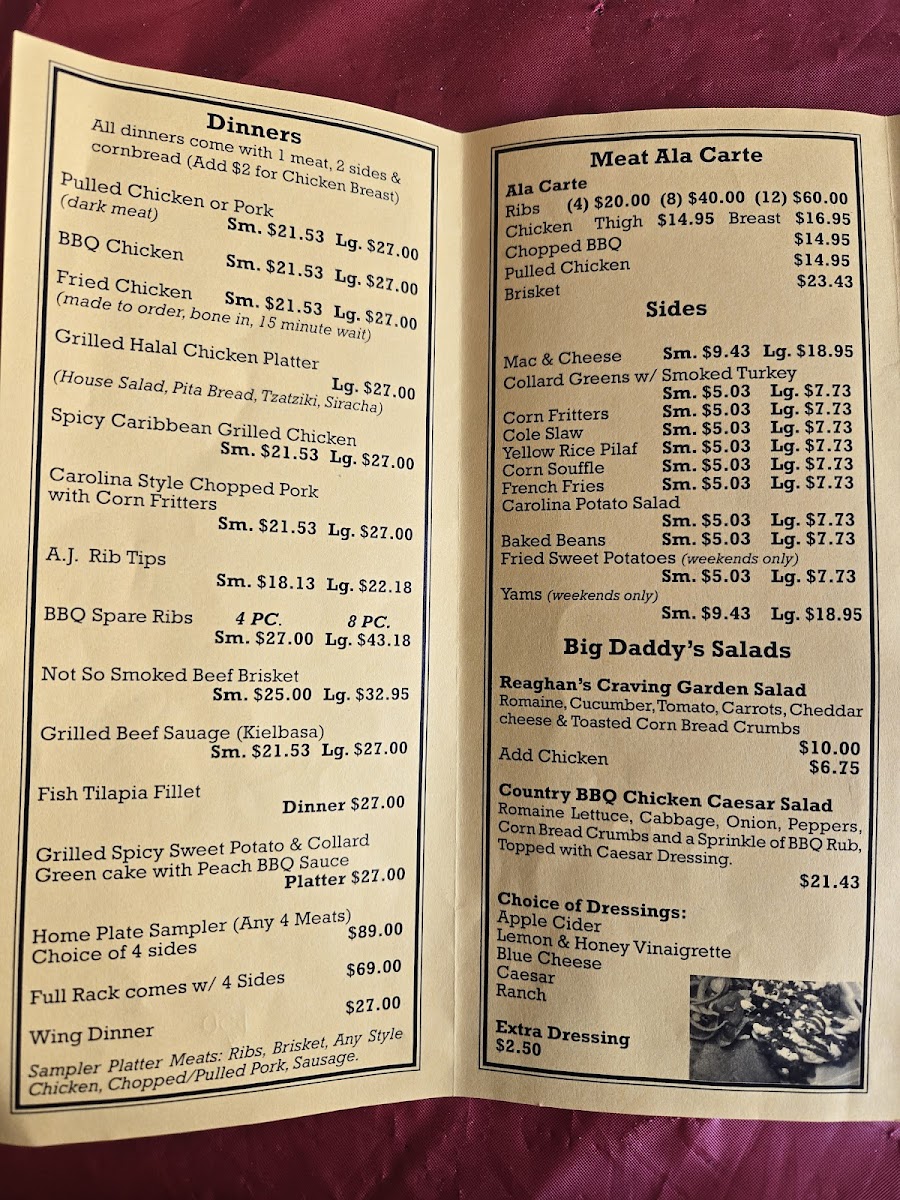 Dinners
All dinners come with 1 meat, 2 sides &
cornbread (Add $2 for Chicken Breast)
Pulled Chicken or Pork
(dark meat)
Sm. $21.53 Lg. $27.00
BBQ Chicken
Sm. $21.53 Lg. $27.00
Fried Chicken Sm. $21.53 Lg. $27.00
(made to order, bone in, 15 minute wait)
Grilled Halal Chicken Platter
Lg. $27.00
(House Salad, Pita Bread, Tzatziki, Siracha)
Spicy Caribbean Grilled Chicken
Sm. $21.53 Lg. $27.00
Carolina Style Chopped Pork
with Corn Fritters
Sm. $21.53 Lg. $27.00
A.J. Rib Tips
Sm. $18.13 Lg. $22.18
BBQ Spare Ribs 4 PC. 8 PC.
Sm. $27.00 Lg. $43.18
Not So Smoked Beef Brisket
Sm. $25.00 Lg. $32.95
Grilled Beef Sauage (Kielbasa)
Sm. $21.53 Lg. $27.00
Fish Tilapia Fillet
Dinner $27.00
Grilled Spicy Sweet Potato & Collard
Green cake with Peach BBQ Sauce
Platter $27.00
Home Plate Sampler (Any 4 Meats)
Choice of 4 sides $89.00
Full Rack comes w/ 4 Sides $69.00
Wing Dinner $27.00
Sampler Platter Meats: Ribs, Brisket, Any Style
Chicken, Chopped/Pulled Pork, Sausage.
Meat Ala Carte
Ala Carte
Ribs (4) $20.00 (8) $40.00 (12) $60.00
Chicken Thigh $14.95 Breast $16.95
Chopped BBQ $14.95
Pulled Chicken $14.95
Brisket $23.43
Sides
Mac & Cheese Sm. $9.43 Lg. $18.95
Collard Greens w/ Smoked Turkey
Sm. $5.03 Lg. $7.73
Corn Fritters Sm. $5.03 Lg. $7.73
Cole Slaw Sm. $5.03 Lg. $7.73
Yellow Rice Pilaf Sm. $5.03 Lg. $7.73
Corn Souffle Sm. $5.03 Lg. $7.73
French Fries Sm. $5.03 Lg. $7.73
Carolina Potato Salad
Sm. $5.03 Lg. $7.73
Baked Beans Sm. $5.03 Lg. $7.73
Fried Sweet Potatoes (weekends only)
Sm. $5.03 Lg. $7.73
Yams (weekends only)
Sm. $9.43 Lg. $18.95
Big Daddy's Salads
Reaghan's Craving Garden Salad
Romaine, Cucumber, Tomato, Carrots, Cheddar
cheese & Toasted Corn Bread Crumbs
$10.00
Add Chicken $6.75
Country BBQ Chicken Caesar Salad
Romaine Lettuce, Cabbage, Onion, Peppers,
Corn Bread Crumbs and a Sprinkle of BBQ Rub,
Topped with Caesar Dressing.
$21.43
Choice of Dressings:
Apple Cider
Lemon & Honey Vinaigrette
Blue Cheese
Caesar
Ranch
Extra Dressing
$2.50